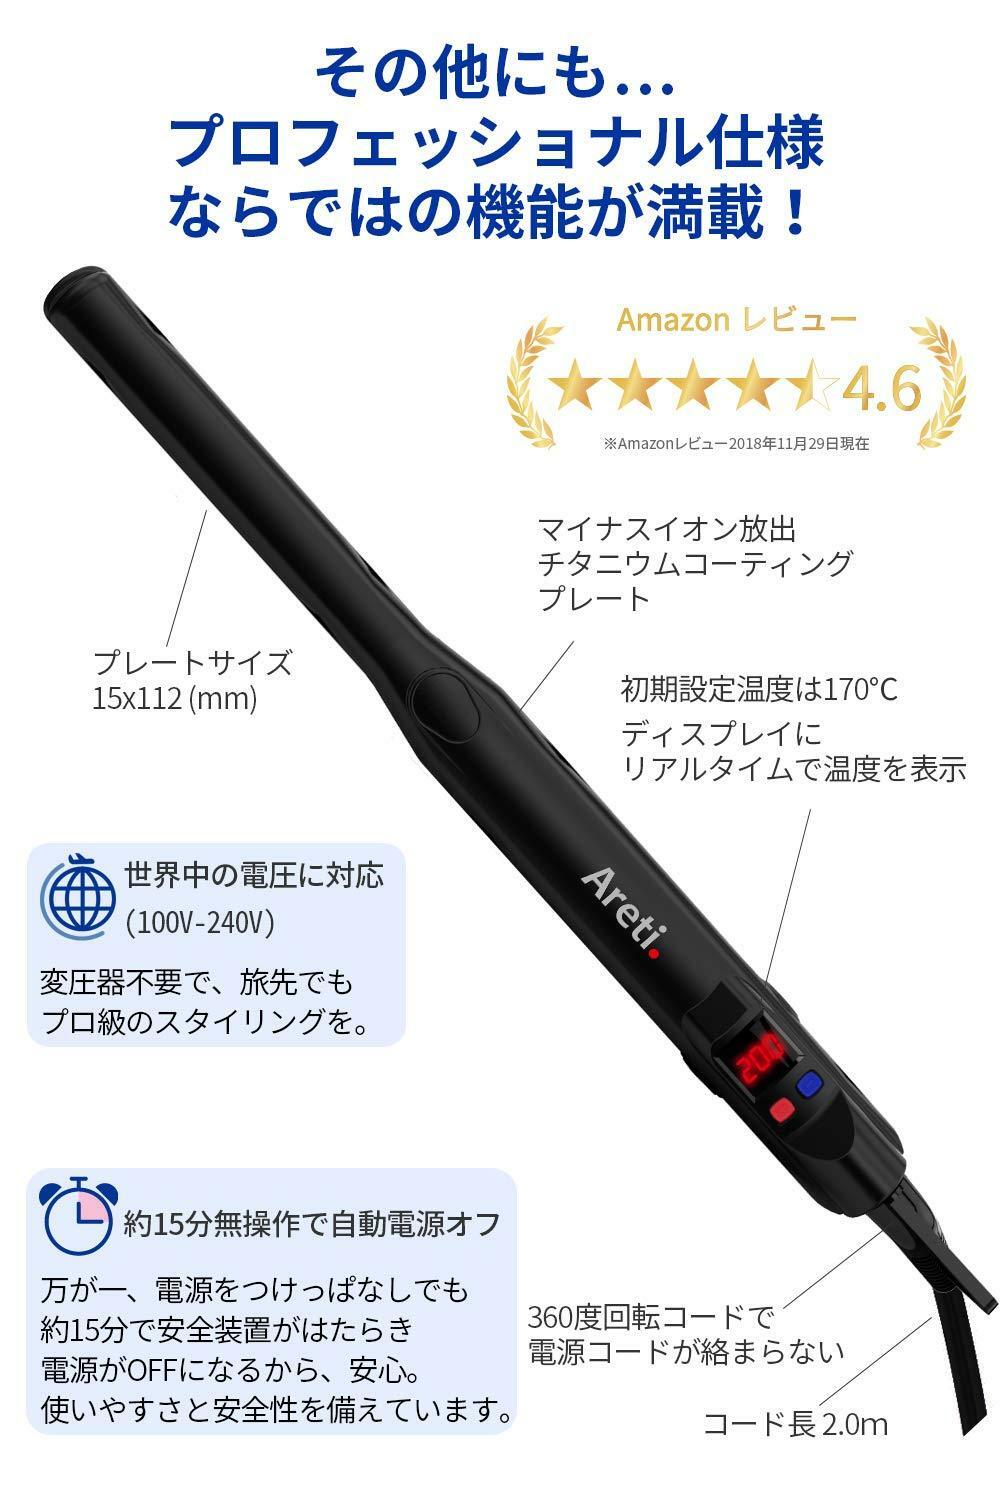 その他にも…
プロフェッショナル仕様
ならではの機能が満載！
Amazon レビュー
4.6
※Amazonレビュー2018年11月29日現在
マイナスイオン放出
チタニウムコーティング
プレート
プレートサイズ
15x112 (mm)
初期設定温度は170℃
ディスプレイに
リアルタイムで温度を表示
世界中の電圧に対応
(100V-240V)
変圧器不要で、旅先でも
プロ級のスタイリングを。
Areti.
200
約15分無操作で自動電源オフ
万が一、電源をつけっぱなしでも
約15分で安全装置がはたらき
電源がOFFになるから、安心。
使いやすさと安全性を備えています。
360度回転コードで
電源コードが絡まらない
コード長 2.0m